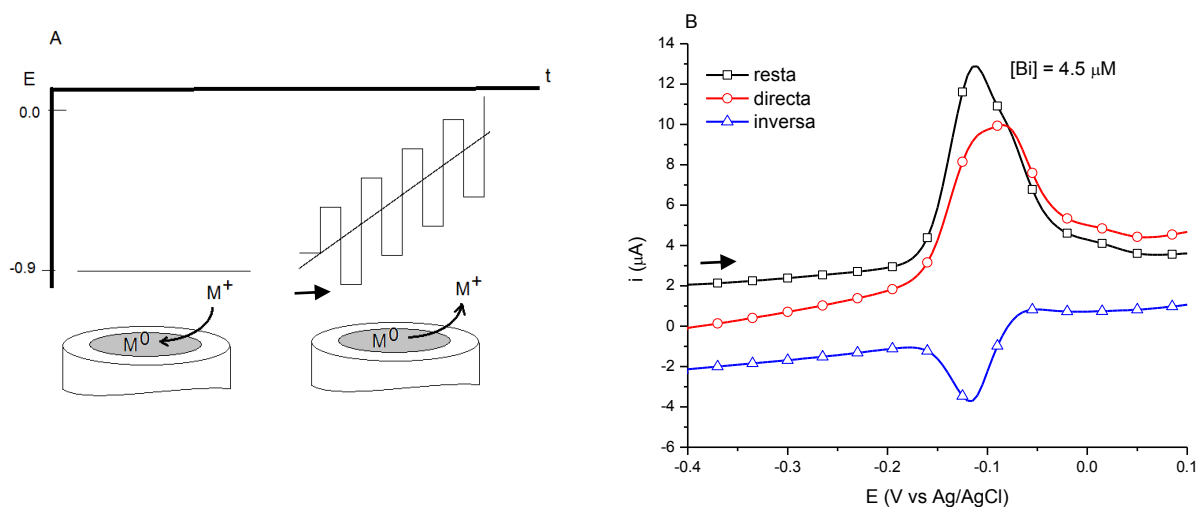 A
E
t
0.0
-0.9
M⁺
M⁺
M⁰
M⁰
B
14
12
10
8
6
4
2
0
-2
-4
-6
i (μA)
resta
directa
inversa
[Bi] = 4.5 μM
-0.4
-0.3
-0.2
-0.1
0.0
0.1
E (V vs Ag/AgCl)